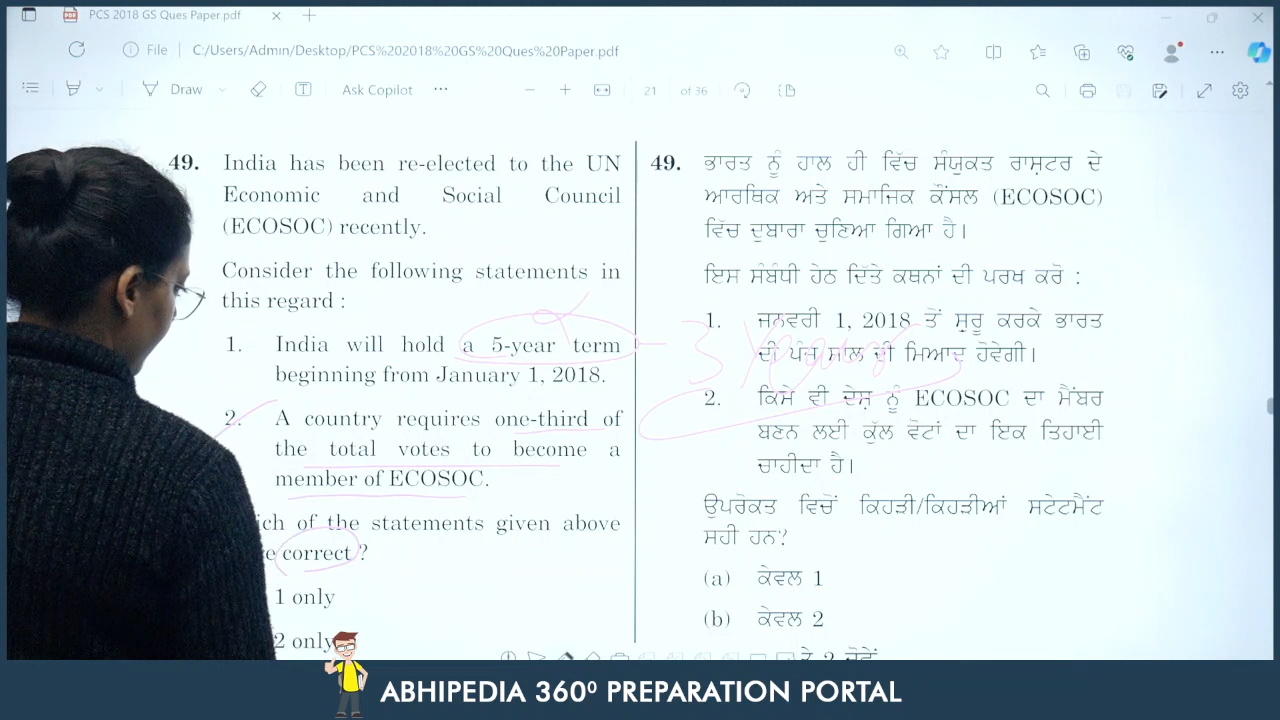 PCS 2018 GS Ques Paper.pdf
File
C:/Users/Admin/Desktop/PCS%202018%20GS%20Ques%20Paper.pdf
Draw
Ask Copilot
21 of 36
49. India has been re-elected to the UN
Economic and Social Council
(ECOSOC) recently.
Consider the following statements in
this regard :
1. India will hold a 5-year term
beginning from January 1, 2018.
2. A country requires one-third of
the total votes to become a
member of ECOSOC.
ich of the statements given above
e correct ?
1 only
2 only
49. ਭਾਰਤ ਨੂੰ ਹਾਲ ਹੀ ਵਿੱਚ ਸੰਯੁਕਤ ਰਾਸ਼ਟਰ ਦੇ
ਆਰਥਿਕ ਅਤੇ ਸਮਾਜਿਕ ਕੌਂਸਲ (ECOSOC)
ਵਿੱਚ ਦੁਬਾਰਾ ਚੁਣਿਆ ਗਿਆ ਹੈ।
ਇਸ ਸੰਬੰਧੀ ਹੇਠ ਦਿੱਤੇ ਕਥਨਾਂ ਦੀ ਪਰਖ ਕਰੋ :
1. ਜਨਵਰੀ 1, 2018 ਤੋਂ ਸ਼ੁਰੂ ਕਰਕੇ ਭਾਰਤ
ਦੀ ਪੰਜ ਸਾਲ ਦੀ ਮਿਆਦ ਹੋਵੇਗੀ।
3 Years
2. ਕਿਸੇ ਵੀ ਦੇਸ਼ ਨੂੰ ECOSOC ਦਾ ਮੈਂਬਰ
ਬਣਨ ਲਈ ਕੁੱਲ ਵੋਟਾਂ ਦਾ ਇਕ ਤਿਹਾਈ
ਚਾਹੀਦਾ ਹੈ।
ਉਪਰੋਕਤ ਵਿਚੋਂ ਕਿਹੜੀ/ਕਿਹੜੀਆਂ ਸਟੇਟਮੈਂਟ
ਸਹੀ ਹਨ?
(a) ਕੇਵਲ 1
(b) ਕੇਵਲ 2
ABHIPEDIA 360⁰ PREPARATION PORTAL